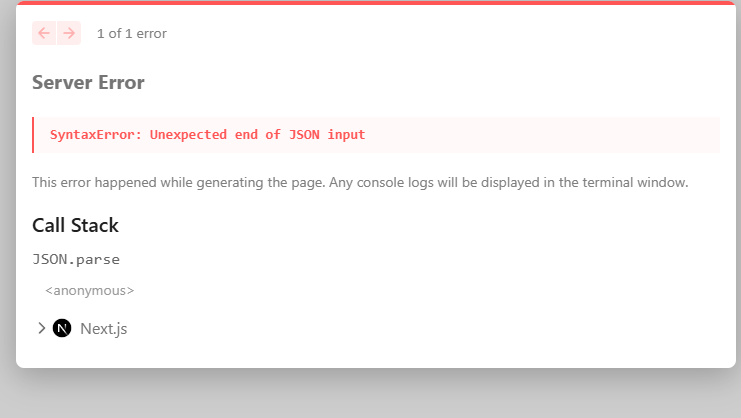 1 of 1 error
Server Error
SyntaxError: Unexpected end of JSON input
This error happened while generating the page. Any console logs will be displayed in the terminal window.
Call Stack
JSON.parse
<anonymous>
N Next.js